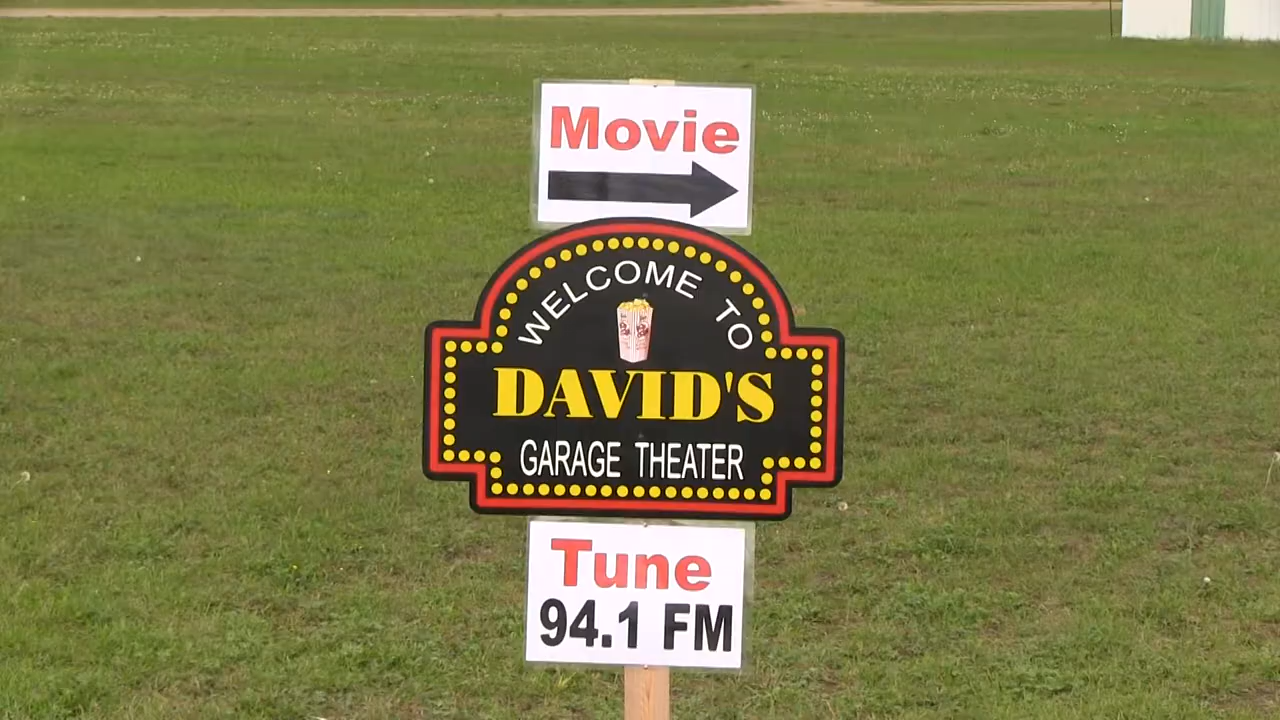 Movie
WELCOME TO
DAVID'S
GARAGE THEATER
Tune
94.1 FM